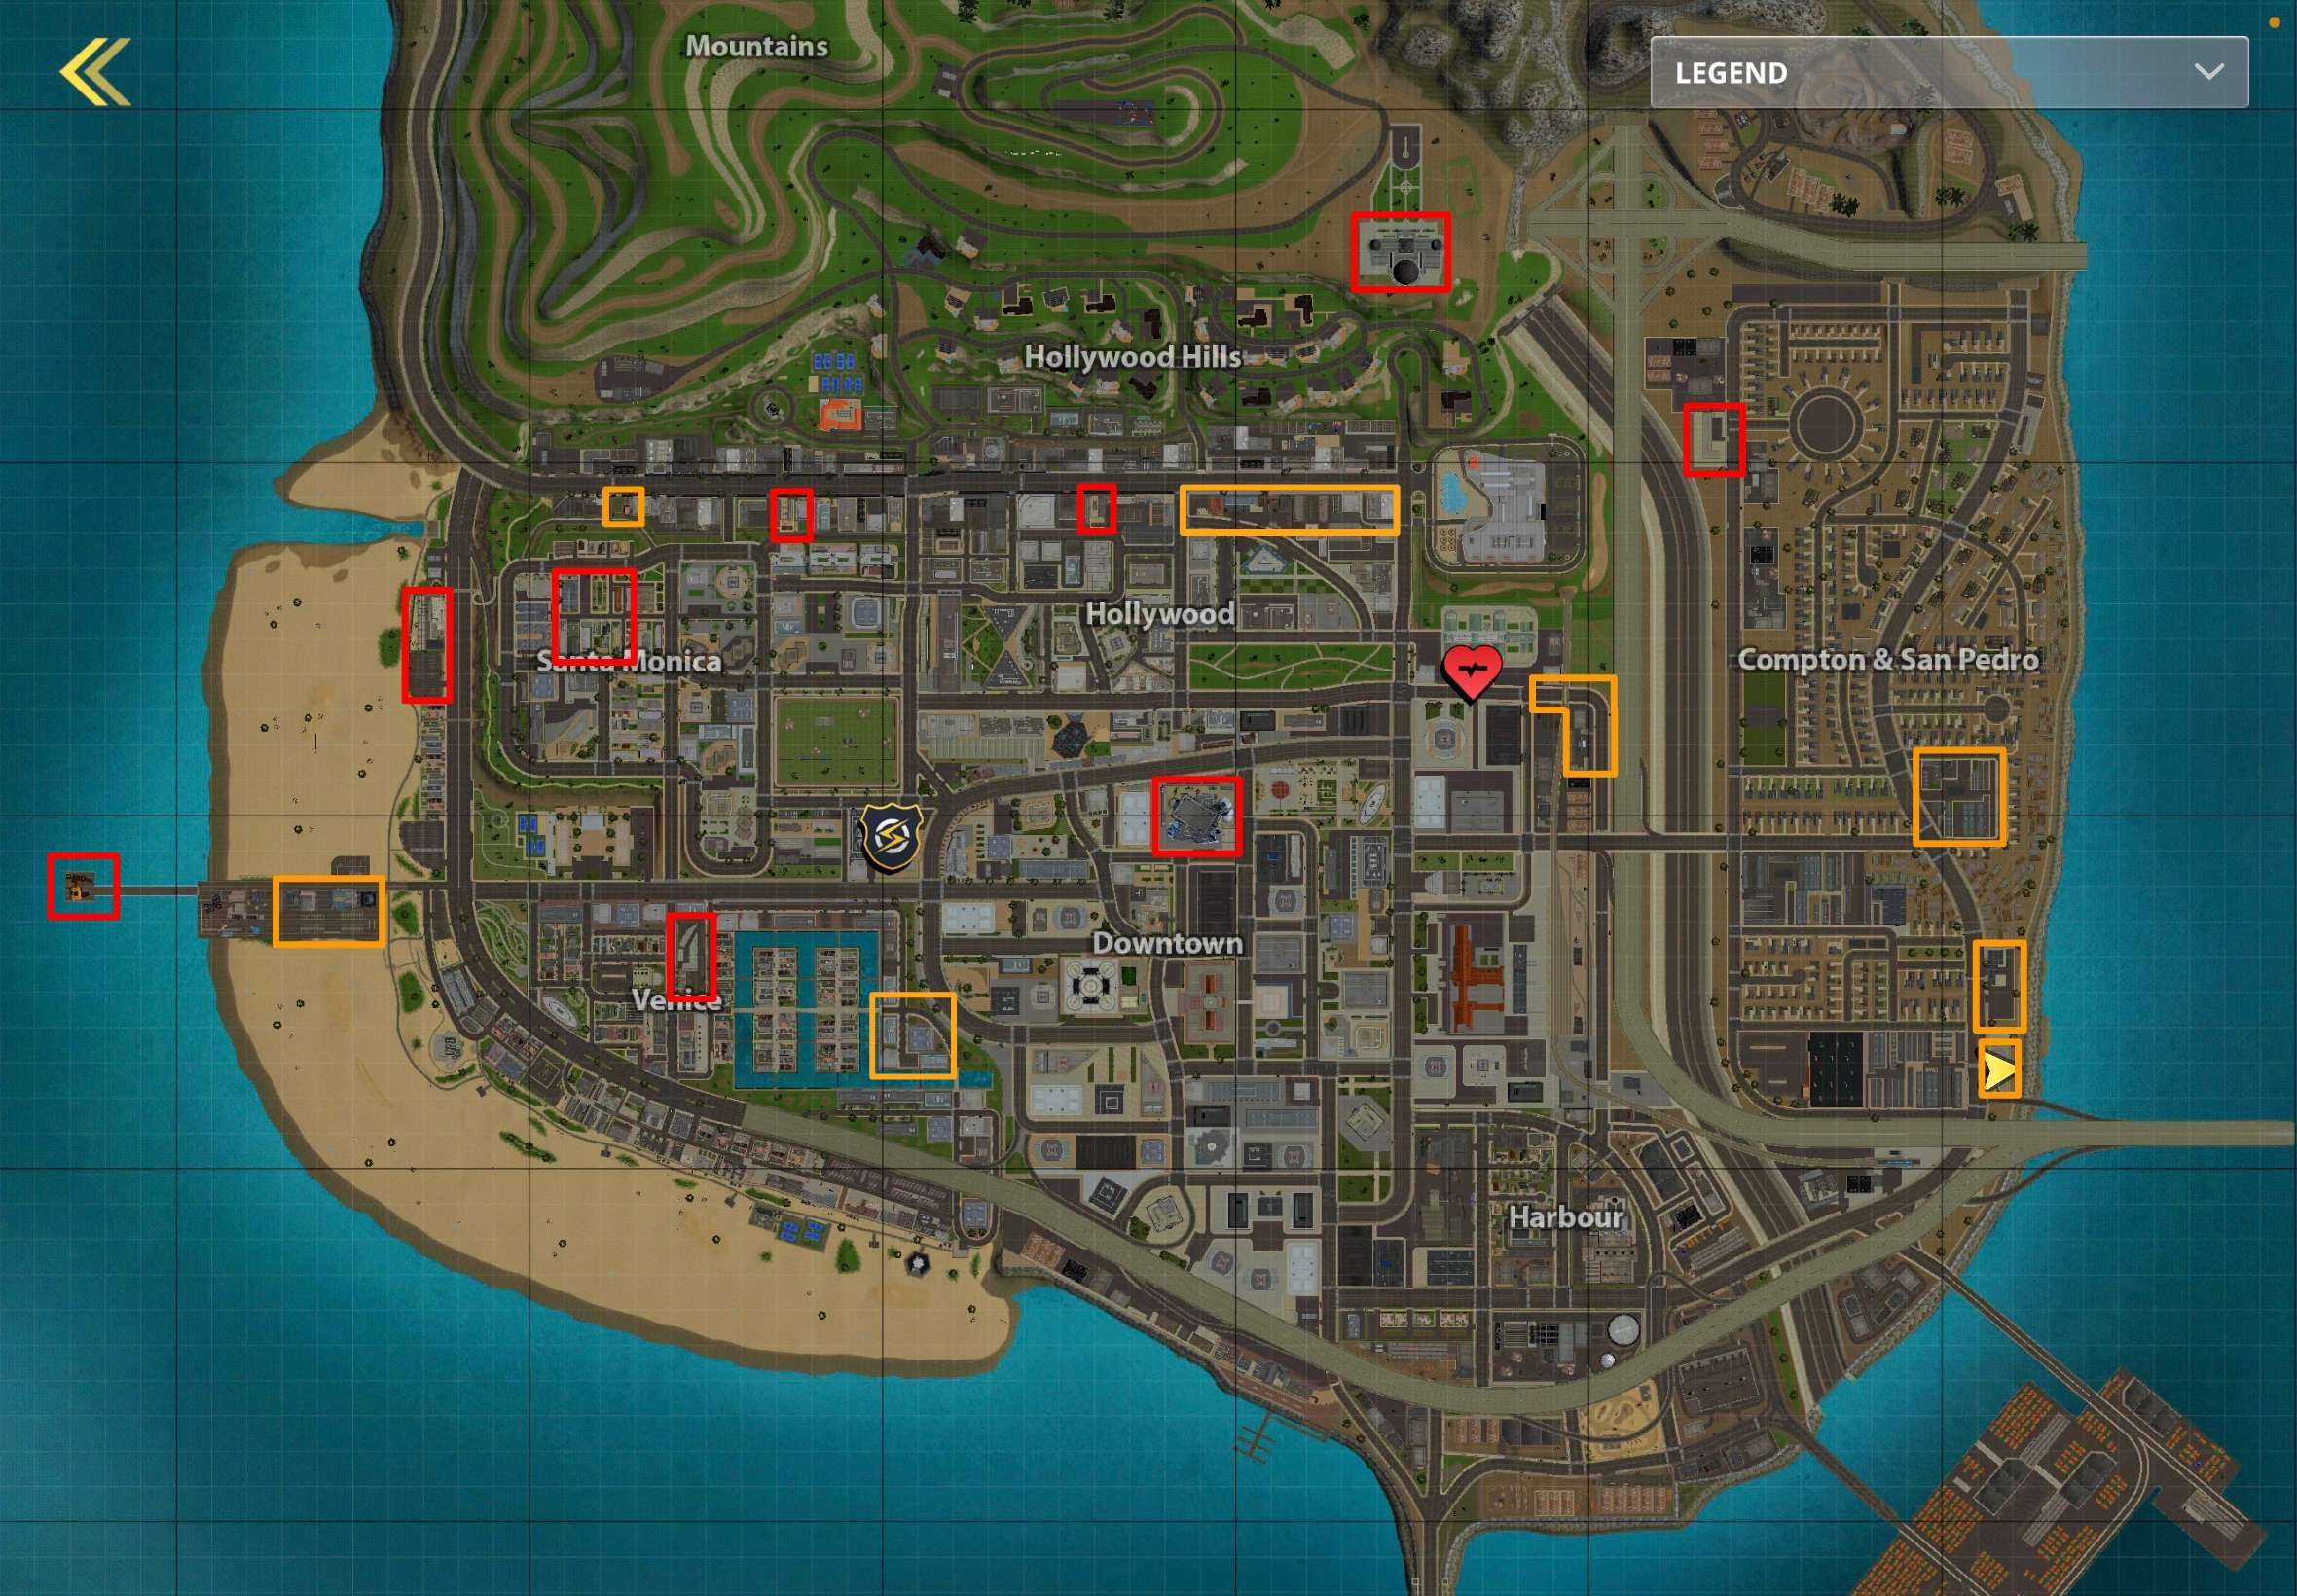 Mountains
LEGEND
Hollywood Hills
Hollywood
Santa Monica
Compton & San Pedro
Downtown
Venice
Harbour